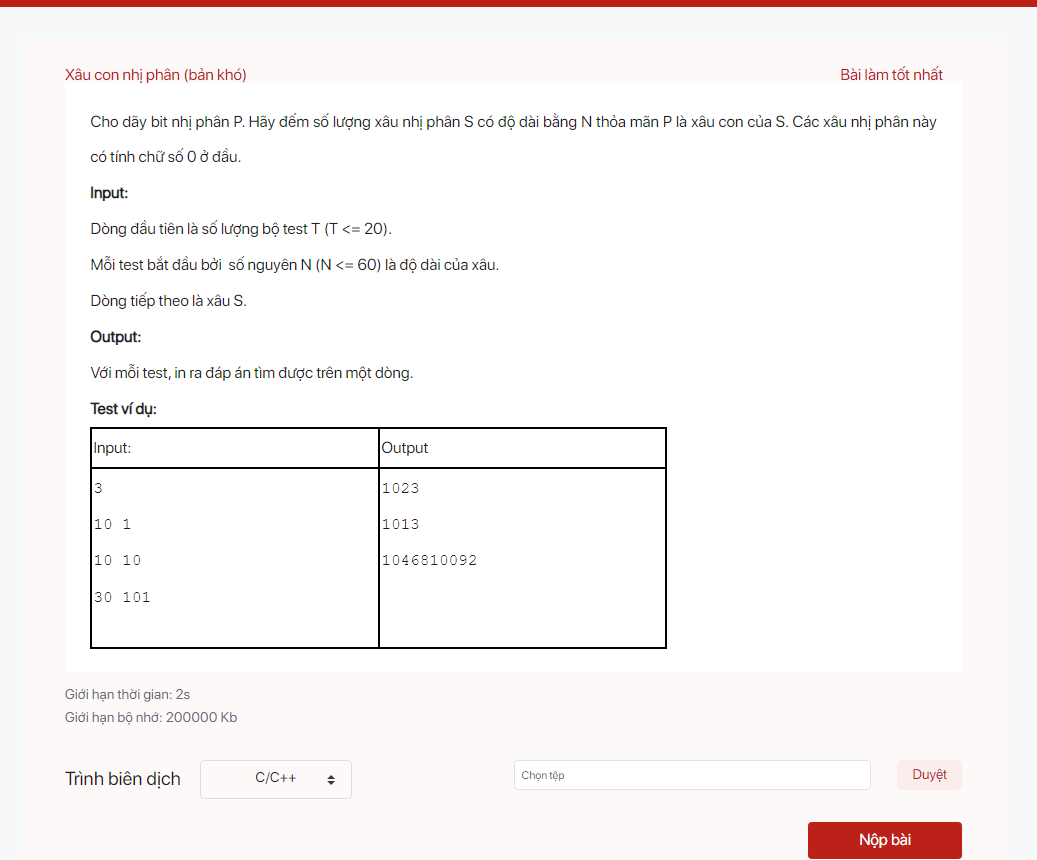 Xâu con nhị phân (bản khó)
Bài làm tốt nhất
Cho dãy bit nhị phân P. Hãy đếm số lượng xâu nhị phân S có độ dài bằng N thỏa mãn P là xâu con của S. Các xâu nhị phân này
có tính chữ số 0 ở đầu.
Input:
Dòng đầu tiên là số lượng bộ test T (T <= 20).
Mỗi test bắt đầu bởi  số nguyên N (N <= 60) là độ dài của xâu.
Dòng tiếp theo là xâu S.
Output:
Với mỗi test, in ra đáp án tìm được trên một dòng.
Test ví dụ:
Input:
Output
3
10 1
10 10
30 101
1023
1013
1046810092
Giới hạn thời gian: 2s
Giới hạn bộ nhớ: 200000 Kb
Trình biên dịch
C/C++
Chọn tệp
Duyệt
Nộp bài